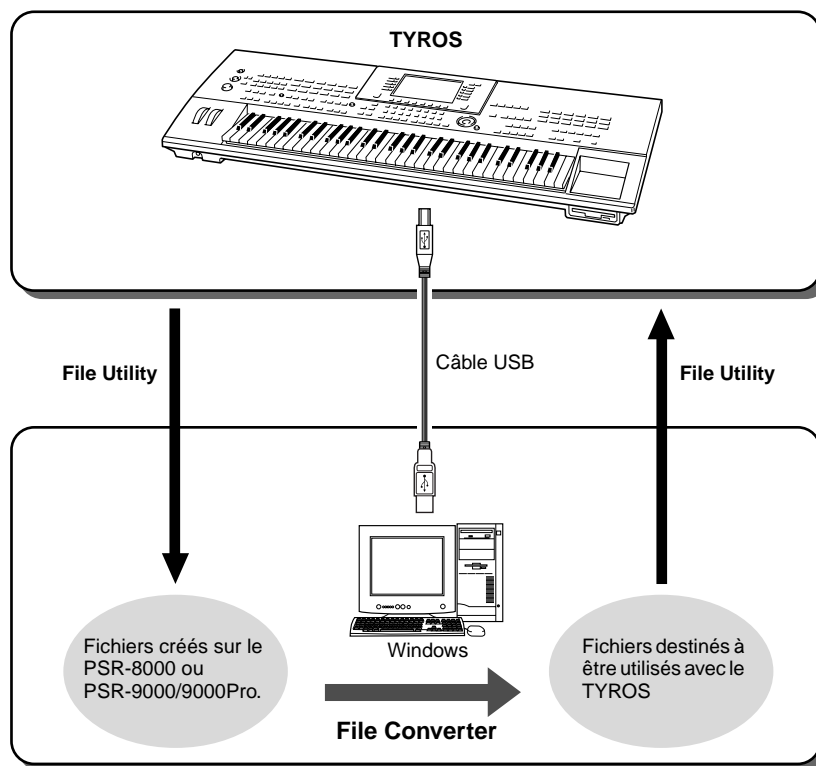 TYROS
File Utility
Câble USB
File Utility
Fichiers créés sur le
PSR-8000 ou
PSR-9000/9000Pro.
Windows
Fichiers destinés à
être utilisés avec le
TYROS
File Converter